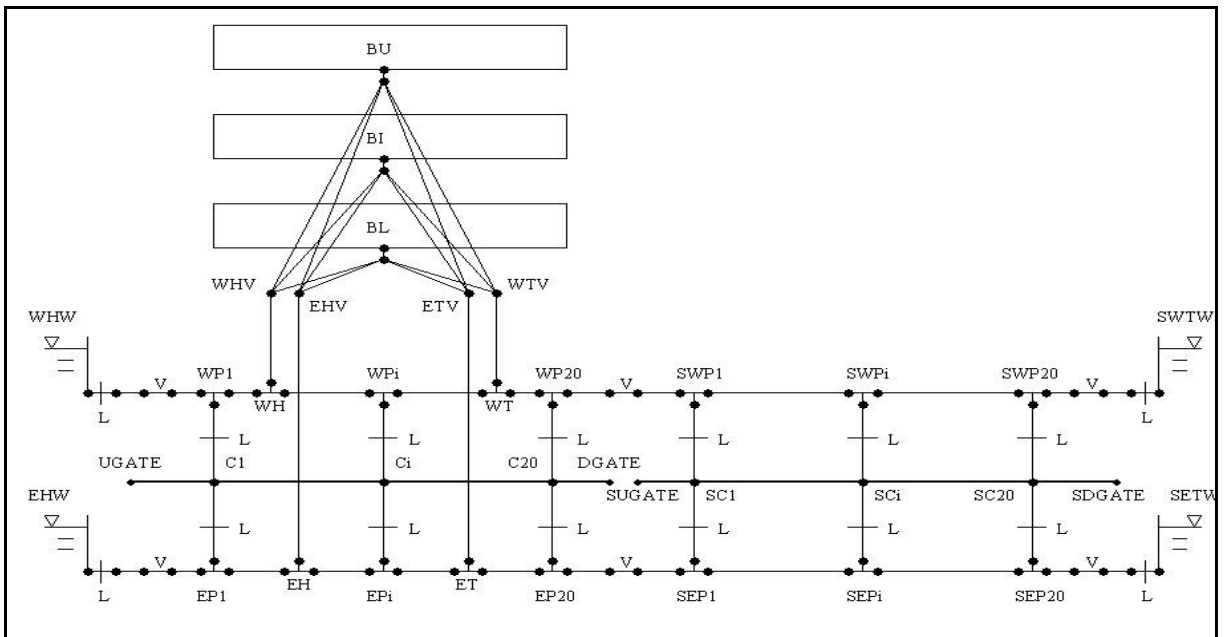 BU
BI
BL
WHV
EHV
ETV
WTV
WHW
SWTW
V
WP1
WPi
WP20
V
SWP1
SWPi
SWP20
V
L
WH
WT
L
L
L
L
L
L
L
UGATE
C1
Ci
C20
DGATE
SUGATE
SC1
SCi
SC20
SDGATE
EHW
SETW
L
L
L
L
L
L
V
V
V
L
EH
ET
L
EP1
EPi
EP20
SEP1
SEPi
SEP20